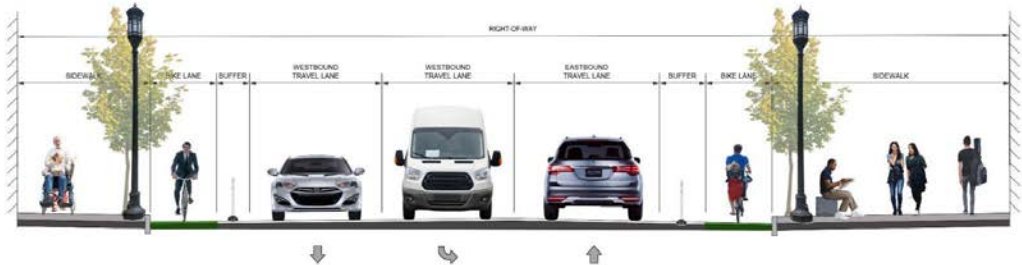 RIGHT-OF-WAY
SIDEWALK
BIKE LANE
BUFFER
WESTBOUND
TRAVEL LANE
WESTBOUND
TRAVEL LANE
EASTBOUND
TRAVEL LANE
BUFFER
BIKE LANE
SIDEWALK